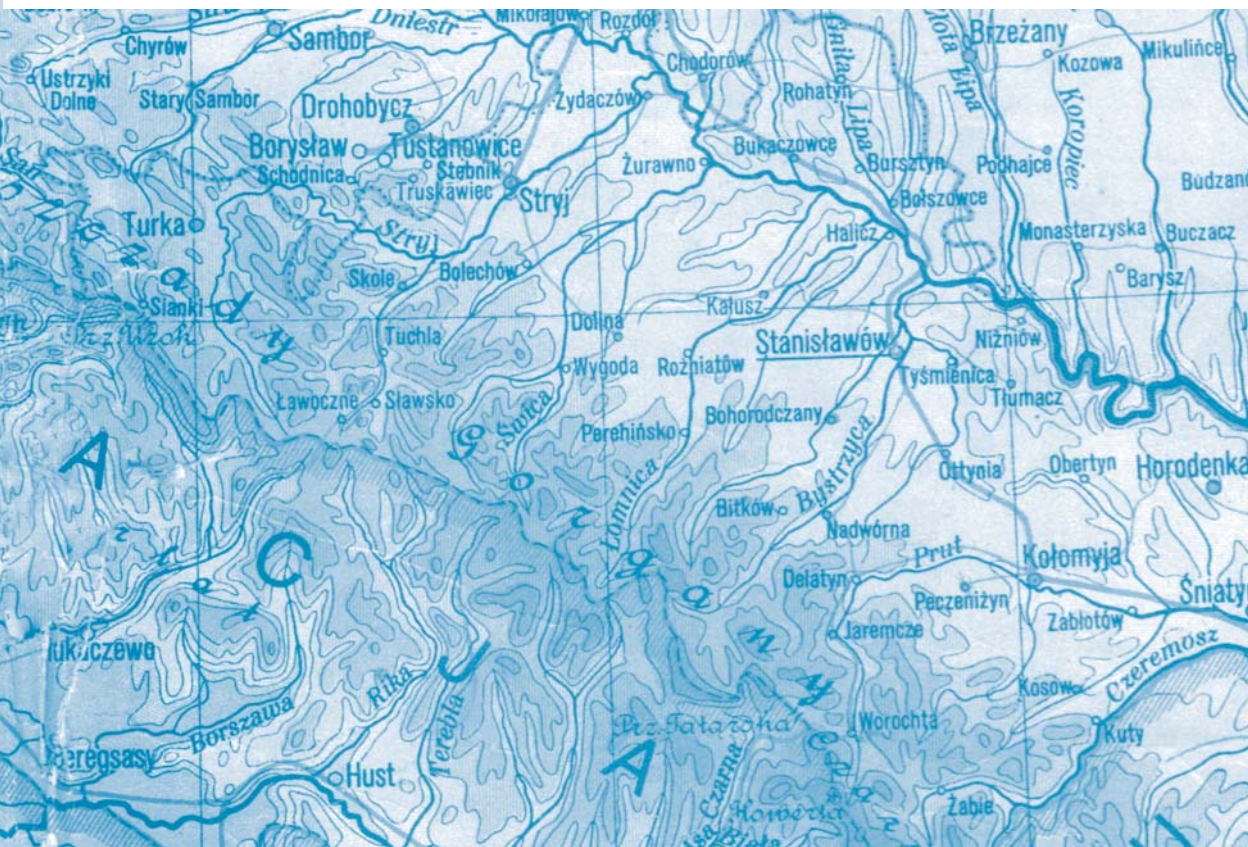 Mikołajów
Rozdół
Dniestr
Chyrów
Sambor
Gniła Lipa
Złota Lipa
Brzeżany
Kozowa
Mikulińce
Ustrzyki
Dolne
Stary Sambor
Drohobycz
Chodorów
Żydaczów
Rohatyn
Koropiec
Borysław
Tustanowice
Schodnica
Stebnik
Truskawiec
Stryj
Żurawno
Bukaczowce
Bursztyn
Podhajce
San
Bołszowce
Turka
Stryj
Halicz
Monasterzyska
Buczacz
Skole
Bolechów
Barysz
Sianki
Kałusz
Tuchla
Dolina
Stanisławów
Niżniów
Wygoda
Rożniatów
Tyśmienica
Ławoczne
Sławsko
Tłumacz
Świca
Bohorodczany
Perehińsko
A
Bystrzyca
Ottynia
Obertyn
Horodenka
Łomnica
Bitków
Nadwórna
C
Prut
Kołomyja
Delatyn
Peczeniżyn
Śniaty
Zabłotów
Jaremcze
Rika
J
Czeremosz
Kosów
Borszawa
Terebla
Worochta
Kuty
Prz. Tatarska
A
Hust
Czarna
Żabie
Howerla
Biała